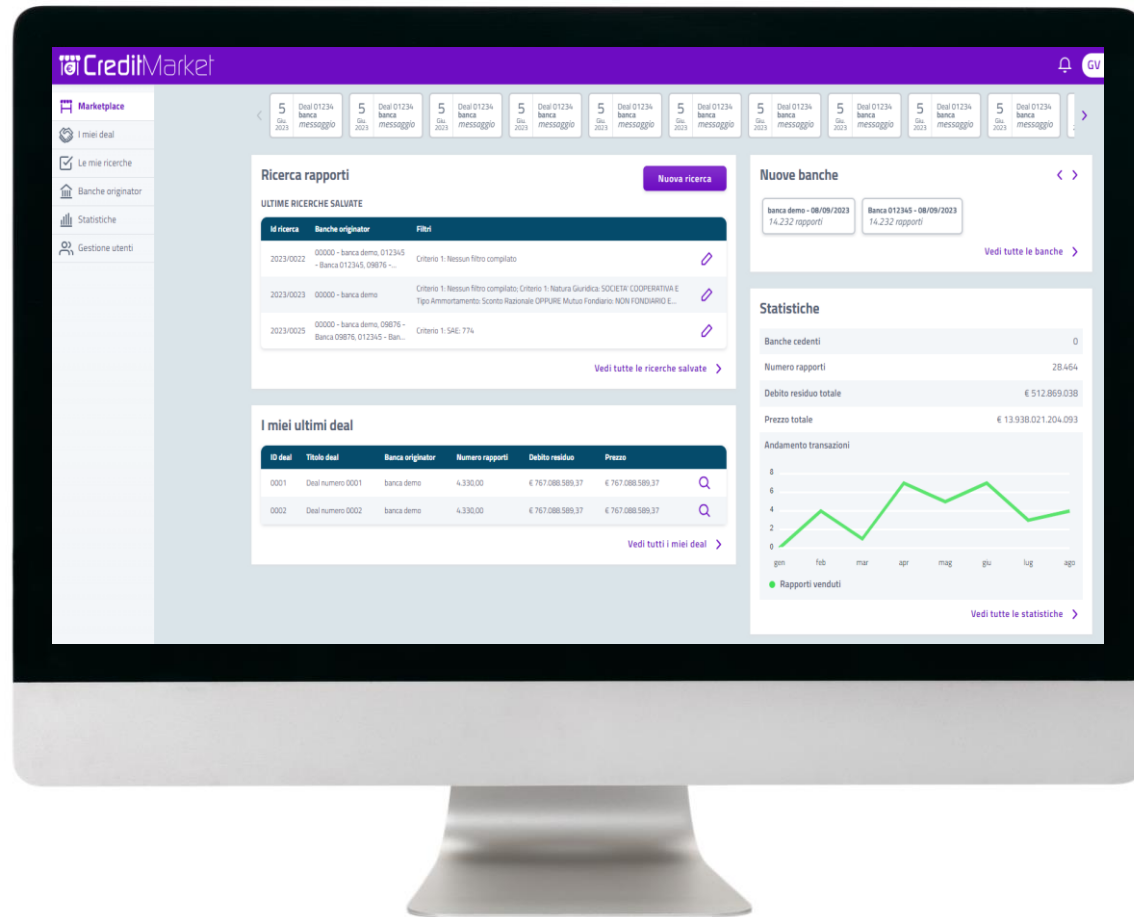 CreditMarket
GV
Marketplace
I miei deal
Le mie ricerche
Banche originator
Statistiche
Gestione utenti
5
Giu.
2023
Deal 01234
banca
messaggio
5
Giu.
2023
Deal 01234
banca
messaggio
5
Giu.
2023
Deal 01234
banca
messaggio
5
Giu.
2023
Deal 01234
banca
messaggio
5
Giu.
2023
Deal 01234
banca
messaggio
5
Giu.
2023
Deal 01234
banca
messaggio
5
Giu.
2023
Deal 01234
banca
messaggio
5
Giu.
2023
Deal 01234
banca
messaggio
5
Giu.
2023
Deal 01234
banca
messaggio
5
Giu.
2023
Deal 01234
banca
messaggio
Ricerca rapporti
Nuova ricerca
ULTIME RICERCHE SALVATE
Id ricerca Banche originator Filtri
2023/0022 00000 - banca demo, 012345 Criterio 1: Nessun filtro compilato
- Banca 012345, 09876 -...
2023/0023 00000 - banca demo Criterio 1: Nessun filtro compilato; Criterio 1: Natura Giuridica: SOCIETA' COOPERATIVA E
Tipo Ammortamento: Sconto Razionale OPPURE Mutuo Fondiario: NON FONDIARIO E...
2023/0025 00000 - banca demo, 09876 - Criterio 1: SAE: 774
Banca 09876, 012345 - Ban...
Vedi tutte le ricerche salvate
I miei ultimi deal
ID deal Titolo deal Banca originator Numero rapporti Debito residuo Prezzo
0001 Deal numero 0001 banca demo 4.330,00 € 767.088.589,37 € 767.088.589,37
0002 Deal numero 0002 banca demo 4.330,00 € 767.088.589,37 € 767.088.589,37
Vedi tutti i miei deal
Nuove banche
banca demo - 08/09/2023
14.232 rapporti
Banca 012345 - 08/09/2023
14.232 rapporti
Vedi tutte le banche
Statistiche
Banche cedenti 0
Numero rapporti 28.464
Debito residuo totale € 512.869.038
Prezzo totale € 13.938.021.204.093
Andamento transazioni
8
6
4
2
0
gen feb mar apr mag giu lug ago
Rapporti venduti
Vedi tutte le statistiche